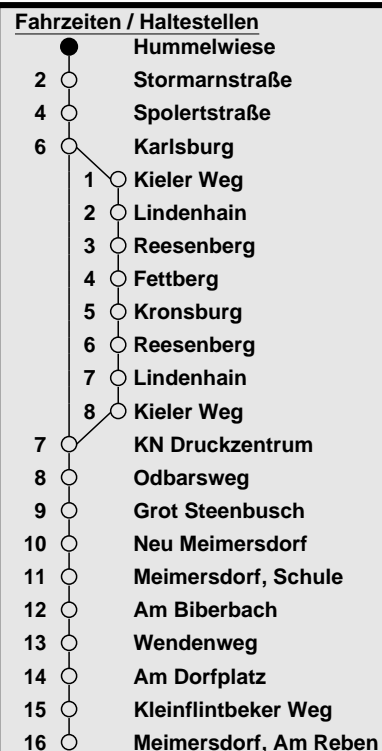 Fahrzeiten / Haltestellen
Hummelwiese
2 Stormarnstraße
4 Spolertstraße
6 Karlsburg
1 Kieler Weg
2 Lindenhain
3 Reesenberg
4 Fettberg
5 Kronsburg
6 Reesenberg
7 Lindenhain
8 Kieler Weg
7 KN Druckzentrum
8 Odbarsweg
9 Grot Steenbusch
10 Neu Meimersdorf
11 Meimersdorf, Schule
12 Am Biberbach
13 Wendenweg
14 Am Dorfplatz
15 Kleinflintbeker Weg
16 Meimersdorf, Am Reben